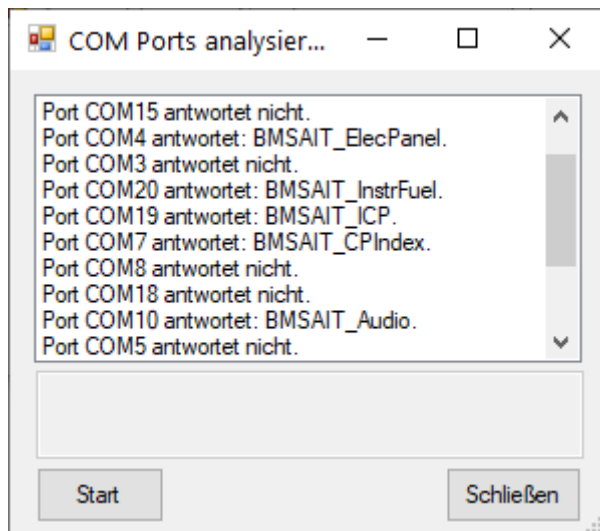 COM Ports analysier...
Port COM15 antwortet nicht.
Port COM4 antwortet: BMSAIT_ElecPanel.
Port COM3 antwortet nicht.
Port COM20 antwortet: BMSAIT_InstrFuel.
Port COM19 antwortet: BMSAIT_ICP.
Port COM7 antwortet: BMSAIT_CPIndex.
Port COM8 antwortet nicht.
Port COM18 antwortet nicht.
Port COM10 antwortet: BMSAIT_Audio.
Port COM5 antwortet nicht.
Start
Schließen